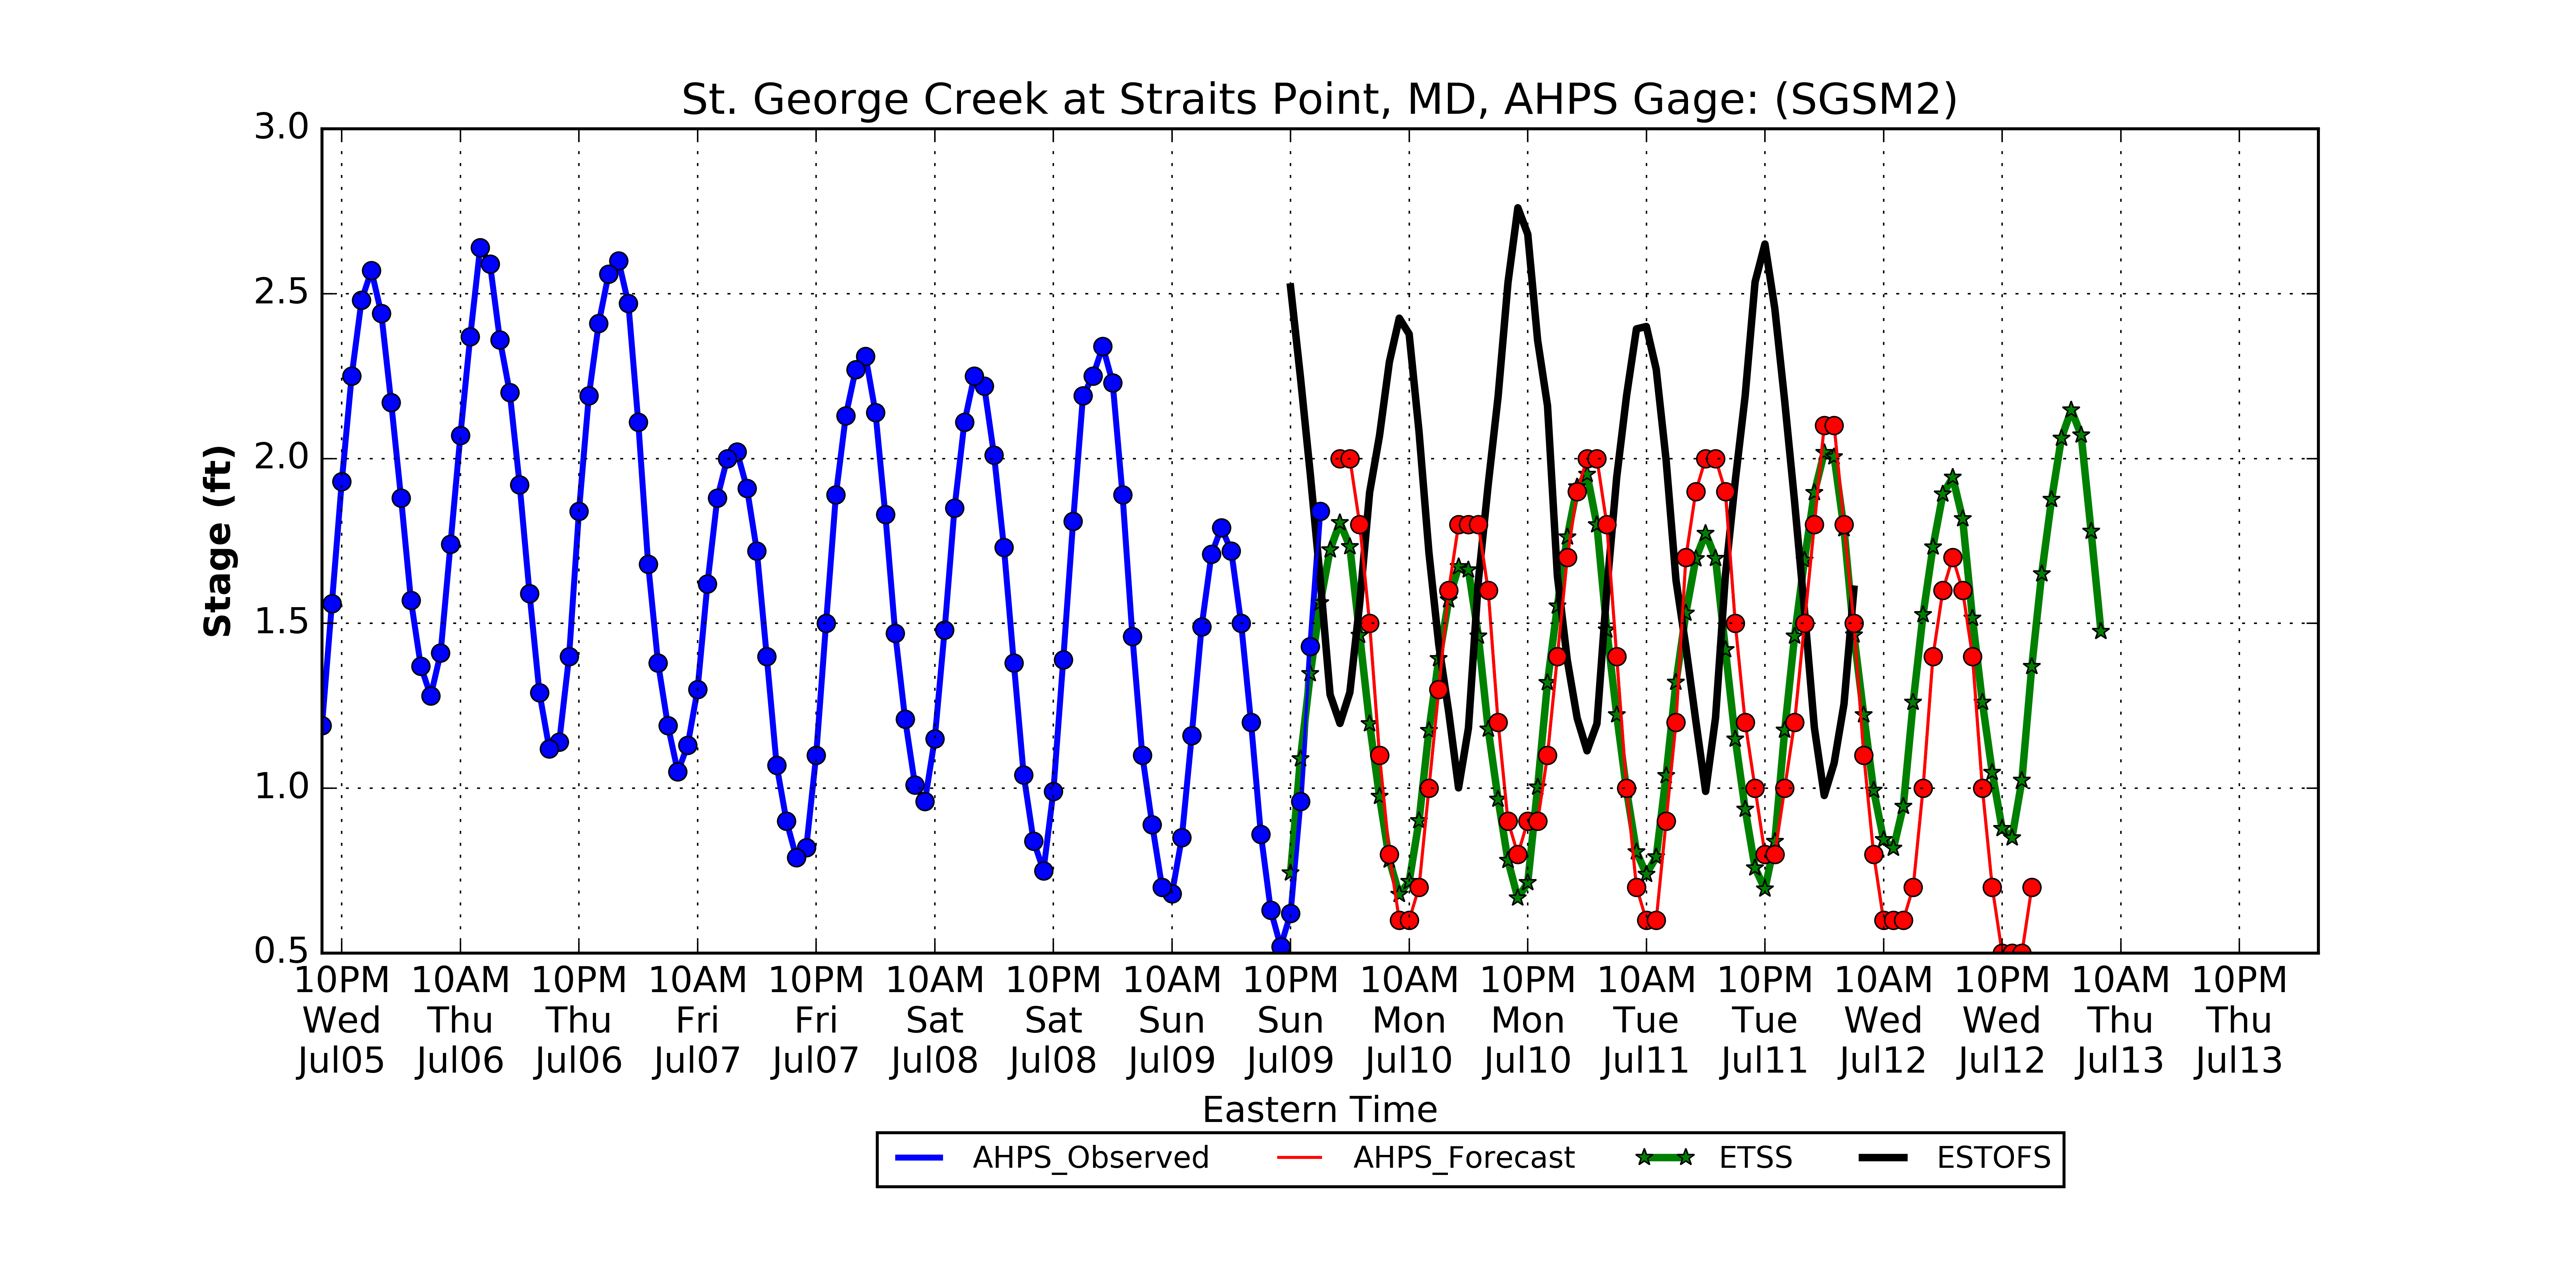 St. George Creek at Straits Point, MD, AHPS Gage: (SGSM2)
3.0
2.5
2.0
1.5
1.0
0.5
Stage (ft)
10PM 10AM 10PM 10AM 10PM 10AM 10PM 10AM 10PM 10AM 10PM 10AM 10PM 10AM 10PM 10AM 10PM
Wed Thu Thu Fri Fri Sat Sat Sun Sun Mon Mon Tue Tue Wed Wed Thu Thu
Jul05 Jul06 Jul06 Jul07 Jul07 Jul08 Jul08 Jul09 Jul09 Jul10 Jul10 Jul11 Jul11 Jul12 Jul12 Jul13 Jul13
Eastern Time
AHPS_Observed AHPS_Forecast ETSS ESTOFS